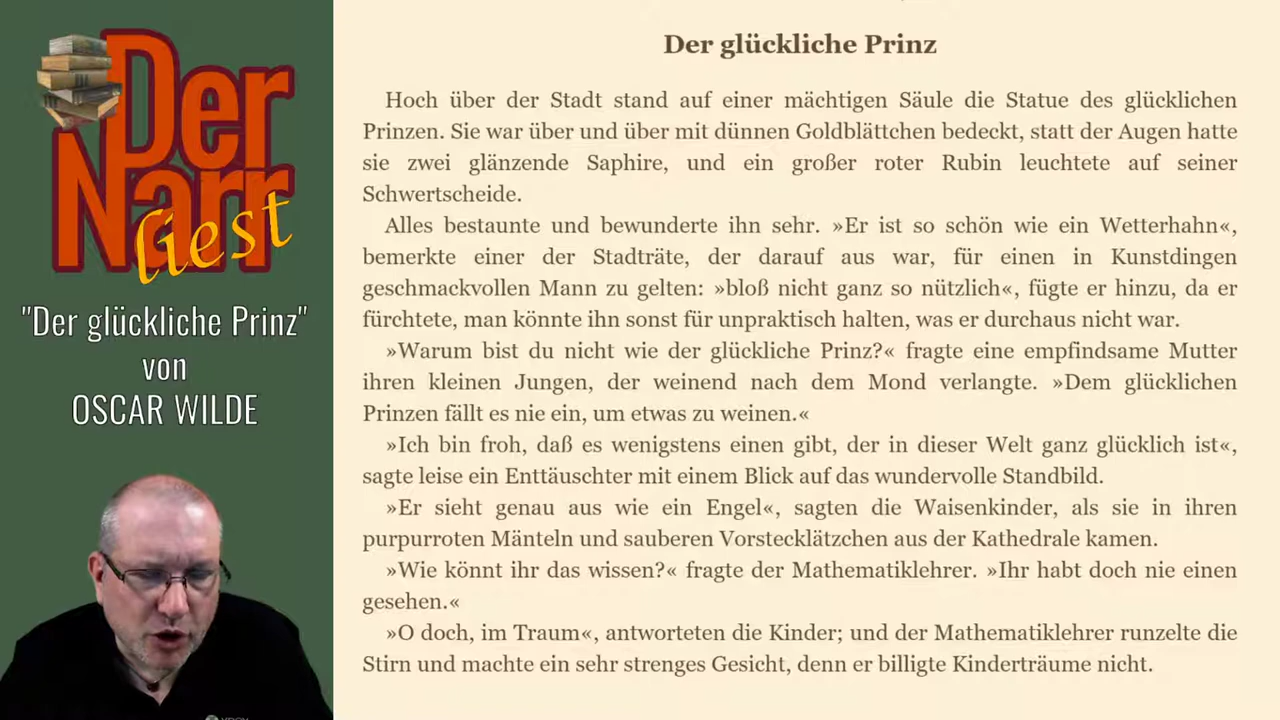 Der
Narr
liest
"Der glückliche Prinz"
von
OSCAR WILDE
Der glückliche Prinz
Hoch über der Stadt stand auf einer mächtigen Säule die Statue des glücklichen
Prinzen. Sie war über und über mit dünnen Goldblättchen bedeckt, statt der Augen hatte
sie zwei glänzende Saphire, und ein großer roter Rubin leuchtete auf seiner
Schwertscheide.
Alles bestaunte und bewunderte ihn sehr. »Er ist so schön wie ein Wetterhahn«,
bemerkte einer der Stadträte, der darauf aus war, für einen in Kunstdingen
geschmackvollen Mann zu gelten: »bloß nicht ganz so nützlich«, fügte er hinzu, da er
fürchtete, man könnte ihn sonst für unpraktisch halten, was er durchaus nicht war.
»Warum bist du nicht wie der glückliche Prinz?« fragte eine empfindsame Mutter
ihren kleinen Jungen, der weinend nach dem Mond verlangte. »Dem glücklichen
Prinzen fällt es nie ein, um etwas zu weinen.«
»Ich bin froh, daß es wenigstens einen gibt, der in dieser Welt ganz glücklich ist«,
sagte leise ein Enttäuschter mit einem Blick auf das wundervolle Standbild.
»Er sieht genau aus wie ein Engel«, sagten die Waisenkinder, als sie in ihren
purpurroten Mänteln und sauberen Vorstecklätzchen aus der Kathedrale kamen.
»Wie könnt ihr das wissen?« fragte der Mathematiklehrer. »Ihr habt doch nie einen
gesehen.«
»O doch, im Traum«, antworteten die Kinder; und der Mathematiklehrer runzelte die
Stirn und machte ein sehr strenges Gesicht, denn er billigte Kinderträume nicht.